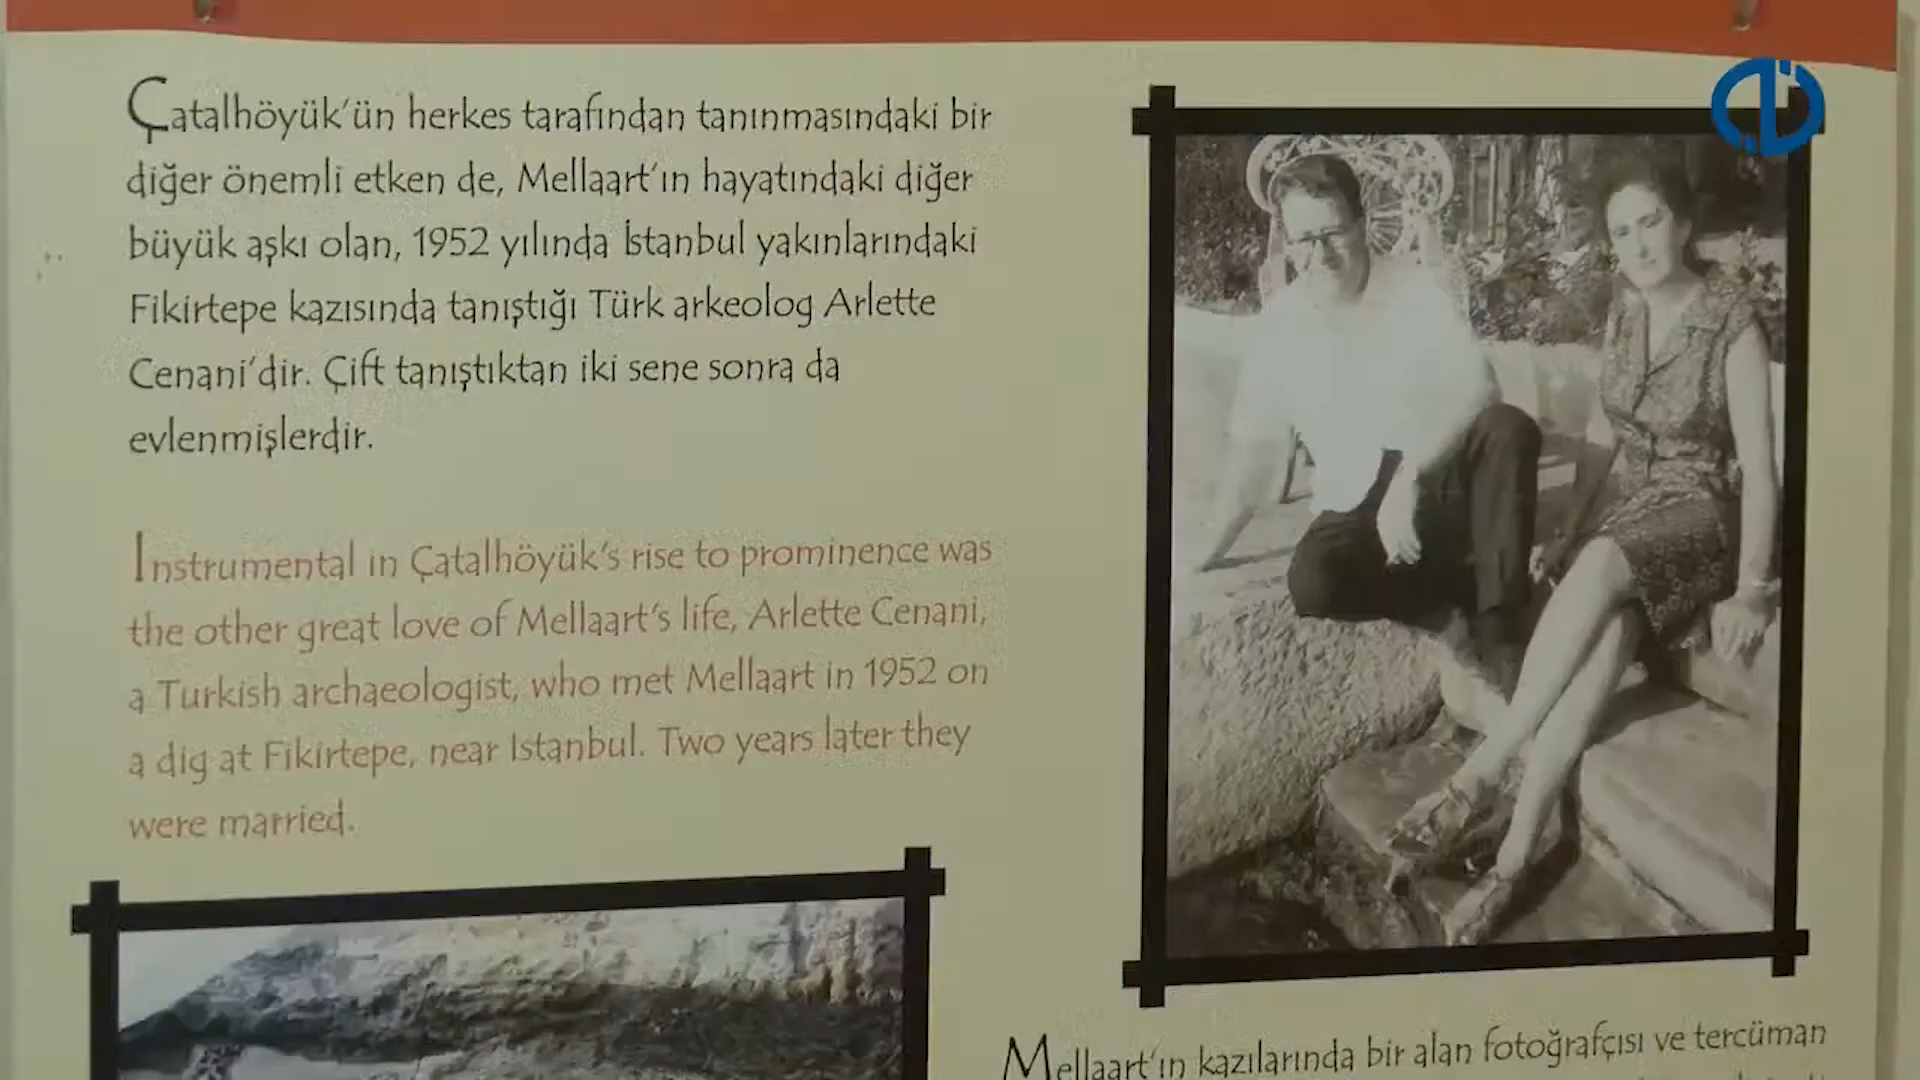 Çatalhöyük'ün herkes tarafından tanınmasındaki bir
diğer önemli etken de, Mellaart'ın hayatındaki diğer
büyük aşkı olan, 1952 yılında İstanbul yakınlarındaki
Fikirtepe kazısında tanıştığı Türk arkeolog Arlette
Cenani'dir. Çift tanıştıktan iki sene sonra da
evlenmişlerdir.
Instrumental in Çatalhöyük's rise to prominence was
the other great love of Mellaart's life, Arlette Cenani,
a Turkish archaeologist, who met Mellaart in 1952 on
a dig at Fikirtepe, near Istanbul. Two years later they
were married.
Mellaart'ın kazılarında bir alan fotoğrafçısı ve tercüman